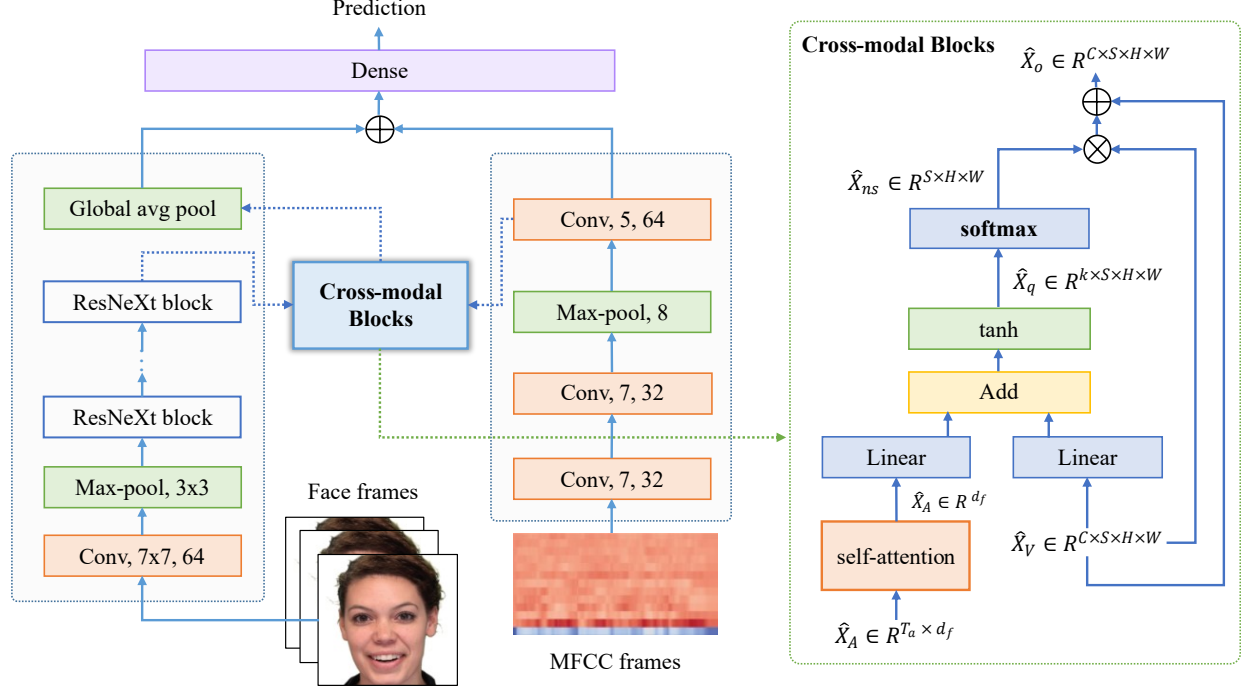 Prediction
Dense
Global avg pool
ResNeXt block
ResNeXt block
Max-pool, 3x3
Conv, 7x7, 64
Face frames
Cross-modal
Blocks
Conv, 5, 64
Max-pool, 8
Conv, 7, 32
Conv, 7, 32
MFCC frames
Cross-modal Blocks
X̂_o ∈ R^{C×S×H×W}
X̂_{ns} ∈ R^{S×H×W}
softmax
X̂_q ∈ R^{k×S×H×W}
tanh
Add
Linear
Linear
X̂_A ∈ R^{d_f}
X̂_V ∈ R^{C×S×H×W}
self-attention
X̂_A ∈ R^{T_a × d_f}